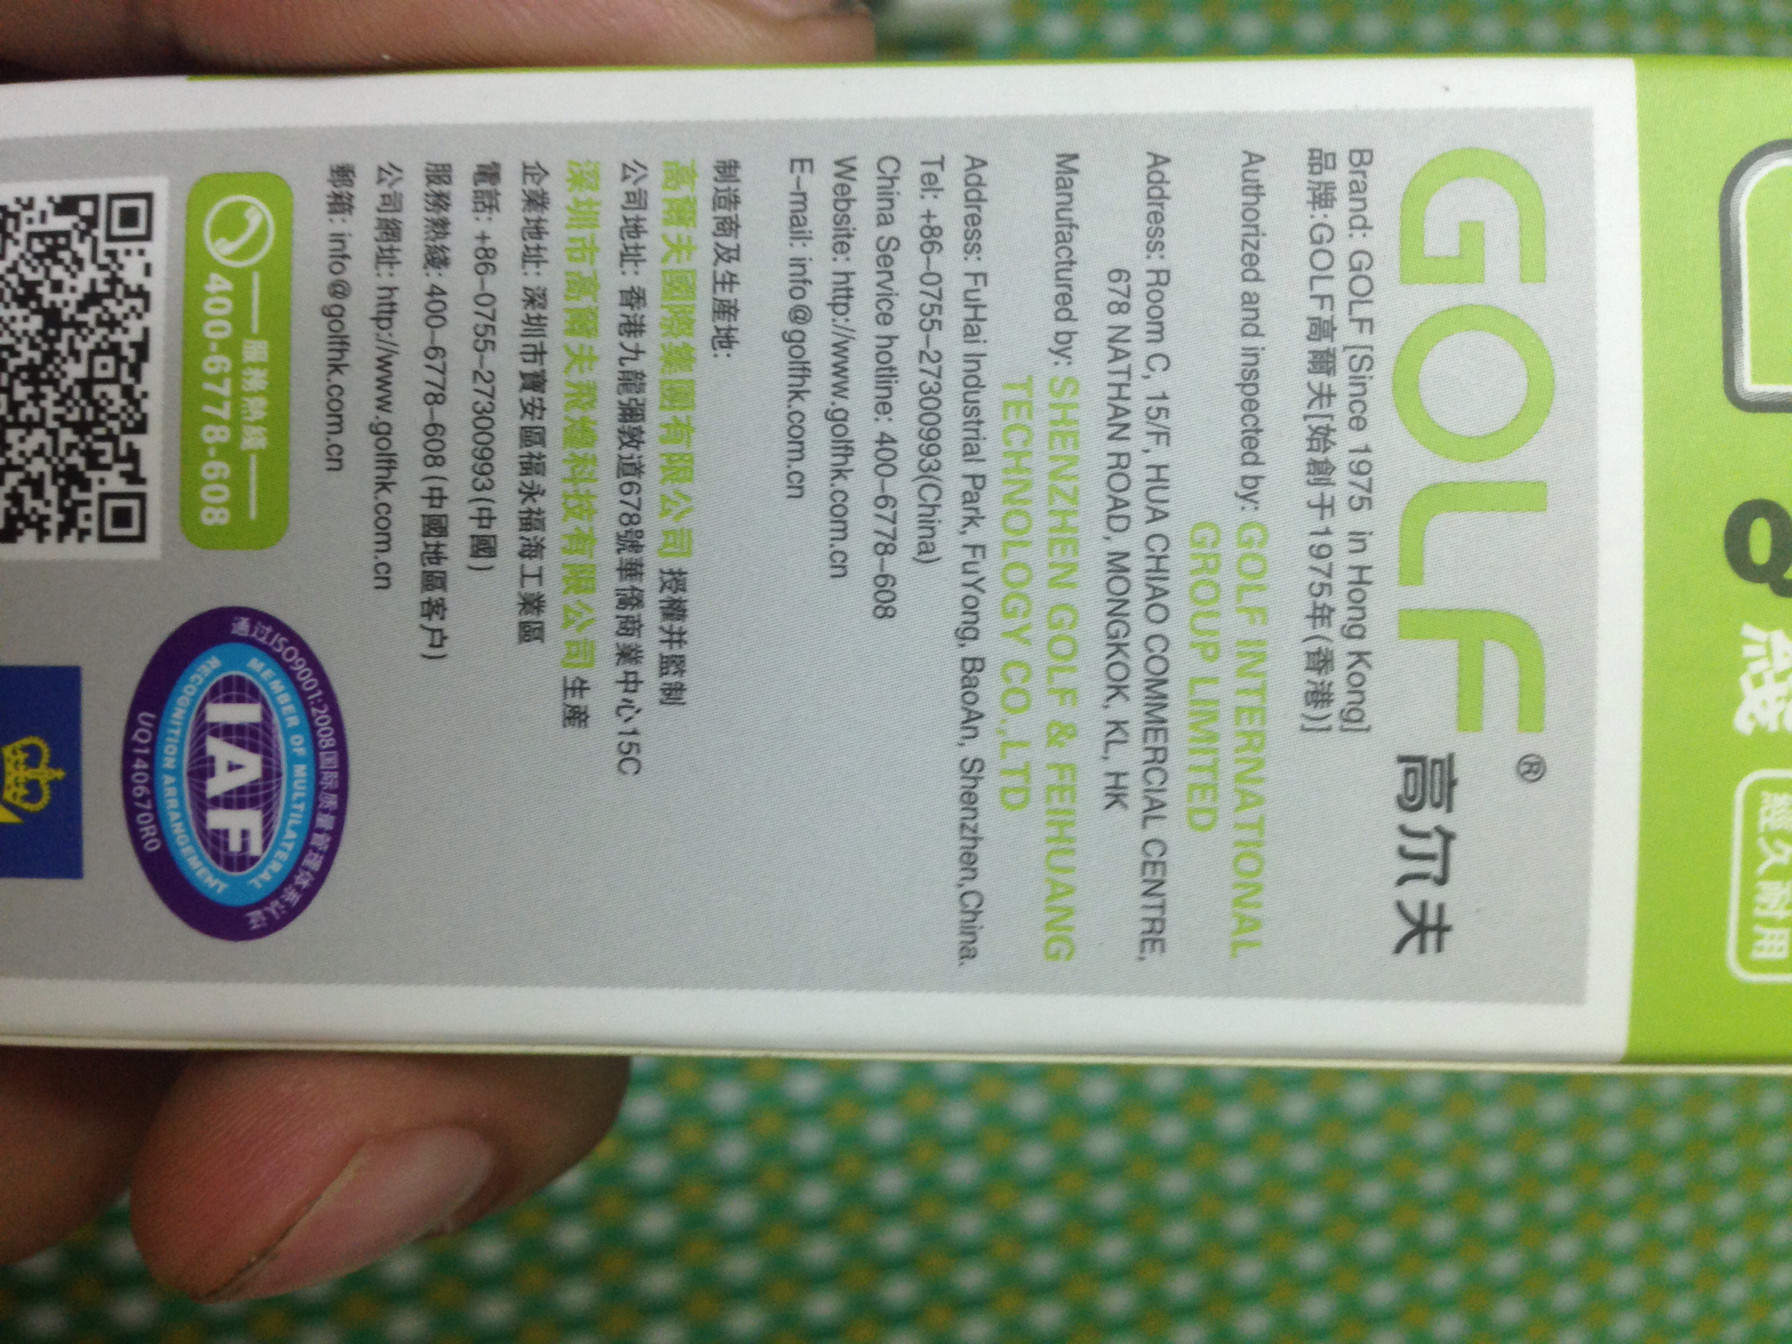 GOLF® 高尔夫
Brand: GOLF [Since 1975 in Hong Kong]
品牌:GOLF高爾夫[始創于1975年(香港)]
Authorized and inspected by: GOLF INTERNATIONAL
GROUP LIMITED
Address: Room C, 15/F, HUA CHIAO COMMERCIAL CENTRE,
678 NATHAN ROAD, MONGKOK, KL, HK
Manufactured by: SHENZHEN GOLF & FEIHUANG
TECHNOLOGY CO.,LTD
Address: FuHai Industrial Park, FuYong, BaoAn, Shenzhen,China.
Tel: +86-0755-27300993(China)
China Service hotline: 400-6778-608
Website: http://www.golfhk.com.cn
E-mail: info@golfhk.com.cn
制造商及生産地:
高爾夫國際集團有限公司 授權并監制
公司地址: 香港九龍彌敦道678號華僑商業中心15C
深圳市高爾夫飛煌科技有限公司 生産
企業地址: 深圳市寶安區福永福海工業區
電話: +86-0755-27300993(中國)
服務熱綫: 400-6778-608(中國地區客户)
公司網址: http://www.golfhk.com.cn
郵箱: info@golfhk.com.cn
服務熱綫
400-6778-608
通过ISO9001:2008国际质量管理体系认证
MEMBER OF MULTILATERAL
IAF
RECOGNITION ARRANGEMENT
UQ140670R0
經久耐用